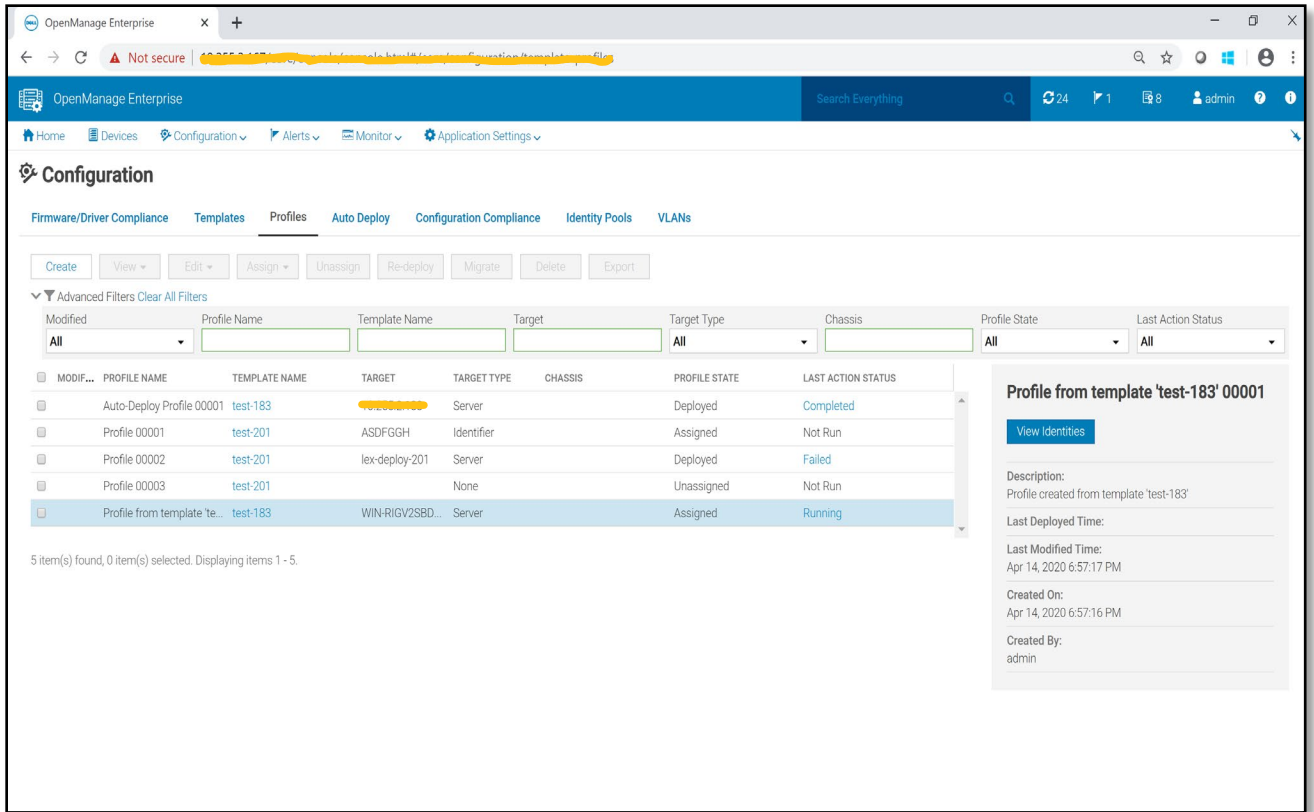 DELL OpenManage Enterprise
Not secure
OpenManage Enterprise Search Everything 24 1 8 admin ? i
Home Devices Configuration Alerts Monitor Application Settings
Configuration
Firmware/Driver Compliance Templates Profiles Auto Deploy Configuration Compliance Identity Pools VLANs
Create View Edit Assign Unassign Re-deploy Migrate Delete Export
Advanced Filters Clear All Filters
Modified Profile Name Template Name Target Target Type Chassis Profile State Last Action Status
All All All All
MODIF... PROFILE NAME TEMPLATE NAME TARGET TARGET TYPE CHASSIS PROFILE STATE LAST ACTION STATUS
Auto-Deploy Profile 00001 test-183 Server Deployed Completed
Profile 00001 test-201 ASDFGGH Identifier Assigned Not Run
Profile 00002 test-201 lex-deploy-201 Server Deployed Failed
Profile 00003 test-201 None Unassigned Not Run
Profile from template 'te... test-183 WIN-RIGV2SBD... Server Assigned Running
5 item(s) found, 0 item(s) selected. Displaying items 1 - 5.
Profile from template 'test-183' 00001
View Identities
Description:
Profile created from template 'test-183'
Last Deployed Time:
Last Modified Time:
Apr 14, 2020 6:57:17 PM
Created On:
Apr 14, 2020 6:57:16 PM
Created By:
admin